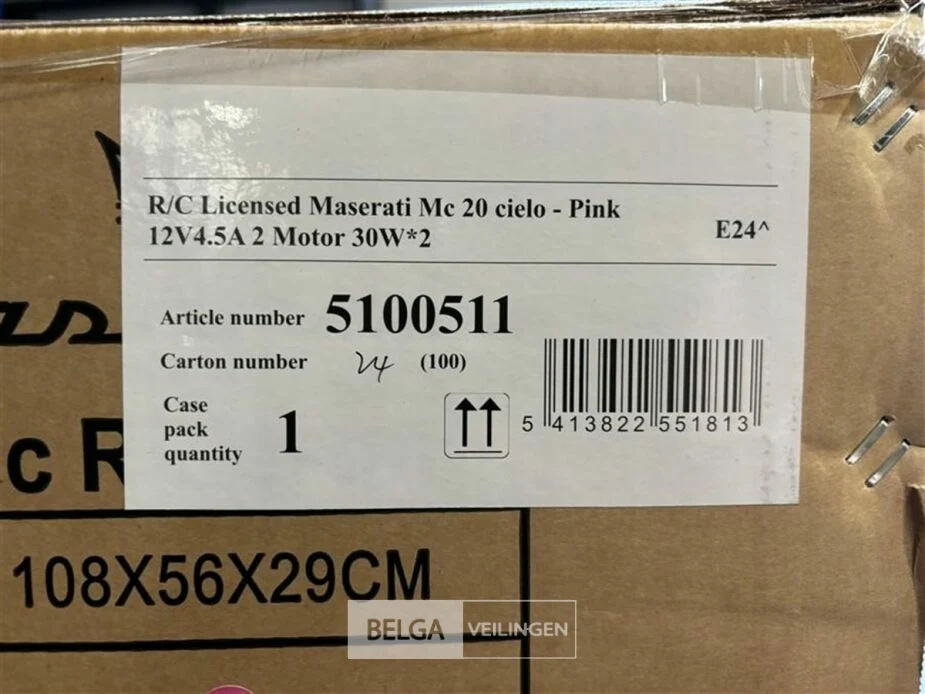 R/C Licensed Maserati Mc 20 cielo - Pink
12V4.5A 2 Motor 30W*2
E24^
Article number 5100511
Carton number 24 (100)
Case
pack
quantity
1
5 413822 551813
as
c R
108X56X29CM
BELGA VEILINGEN